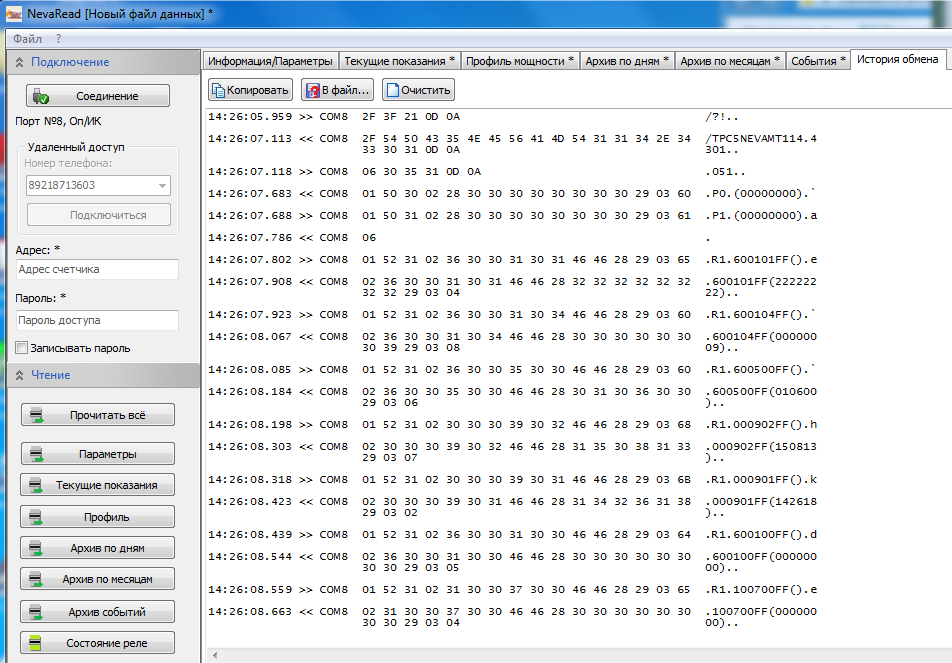 NevaRead [Новый файл данных] *
Файл ?
Подключение
Соединение
Порт №8, Оп/ИК
Удаленный доступ
Номер телефона:
89218713603
Подключиться
Адрес: *
Адрес счетчика
Пароль: *
Пароль доступа
Записывать пароль
Чтение
Прочитать всё
Параметры
Текущие показания
Профиль
Архив по дням
Архив по месяцам
Архив событий
Состояние реле
Информация/Параметры Текущие показания * Профиль мощности * Архив по дням * Архив по месяцам * События * История обмена
Копировать В файл... Очистить
14:26:05.959 >> COM8 2F 3F 21 0D 0A /?!..
14:26:07.113 << COM8 2F 54 50 43 35 4E 45 56 41 4D 54 31 31 34 2E 34 /TPC5NEVAMT114.4
33 30 31 0D 0A 301..
14:26:07.118 >> COM8 06 30 35 31 0D 0A .051..
14:26:07.683 << COM8 01 50 30 02 28 30 30 30 30 30 30 30 30 29 03 60 .P0.(00000000).`
14:26:07.688 >> COM8 01 50 31 02 28 30 30 30 30 30 30 30 30 29 03 61 .P1.(00000000).a
14:26:07.786 << COM8 06 .
14:26:07.802 >> COM8 01 52 31 02 36 30 30 31 30 31 46 46 28 29 03 65 .R1.600101FF().e
14:26:07.908 << COM8 02 36 30 30 31 30 31 46 46 28 32 32 32 32 32 32 .600101FF(222222
32 32 29 03 04 22)..
14:26:07.923 >> COM8 01 52 31 02 36 30 30 31 30 34 46 46 28 29 03 60 .R1.600104FF().`
14:26:08.067 << COM8 02 36 30 30 31 30 34 46 46 28 30 30 30 30 30 30 .600104FF(000000
30 39 29 03 08 09)..
14:26:08.085 >> COM8 01 52 31 02 36 30 30 35 30 30 46 46 28 29 03 60 .R1.600500FF().`
14:26:08.184 << COM8 02 36 30 30 35 30 30 46 46 28 30 31 30 36 30 30 .600500FF(010600
29 03 06 )..
14:26:08.198 >> COM8 01 52 31 02 30 30 30 39 30 32 46 46 28 29 03 68 .R1.000902FF().h
14:26:08.303 << COM8 02 30 30 30 39 30 32 46 46 28 31 35 30 38 31 33 .000902FF(150813
29 03 07 )..
14:26:08.318 >> COM8 01 52 31 02 30 30 30 39 30 31 46 46 28 29 03 6B .R1.000901FF().k
14:26:08.423 << COM8 02 30 30 30 39 30 31 46 46 28 31 34 32 36 31 38 .000901FF(142618
29 03 02 )..
14:26:08.439 >> COM8 01 52 31 02 36 30 30 31 30 30 46 46 28 29 03 64 .R1.600100FF().d
14:26:08.544 << COM8 02 36 30 30 31 30 30 46 46 28 30 30 30 30 30 30 .600100FF(000000
30 30 29 03 05 00)..
14:26:08.559 >> COM8 01 52 31 02 31 30 30 37 30 30 46 46 28 29 03 65 .R1.100700FF().e
14:26:08.663 << COM8 02 31 30 30 37 30 30 46 46 28 30 30 30 30 30 30 .100700FF(000000
30 30 29 03 04 00)..